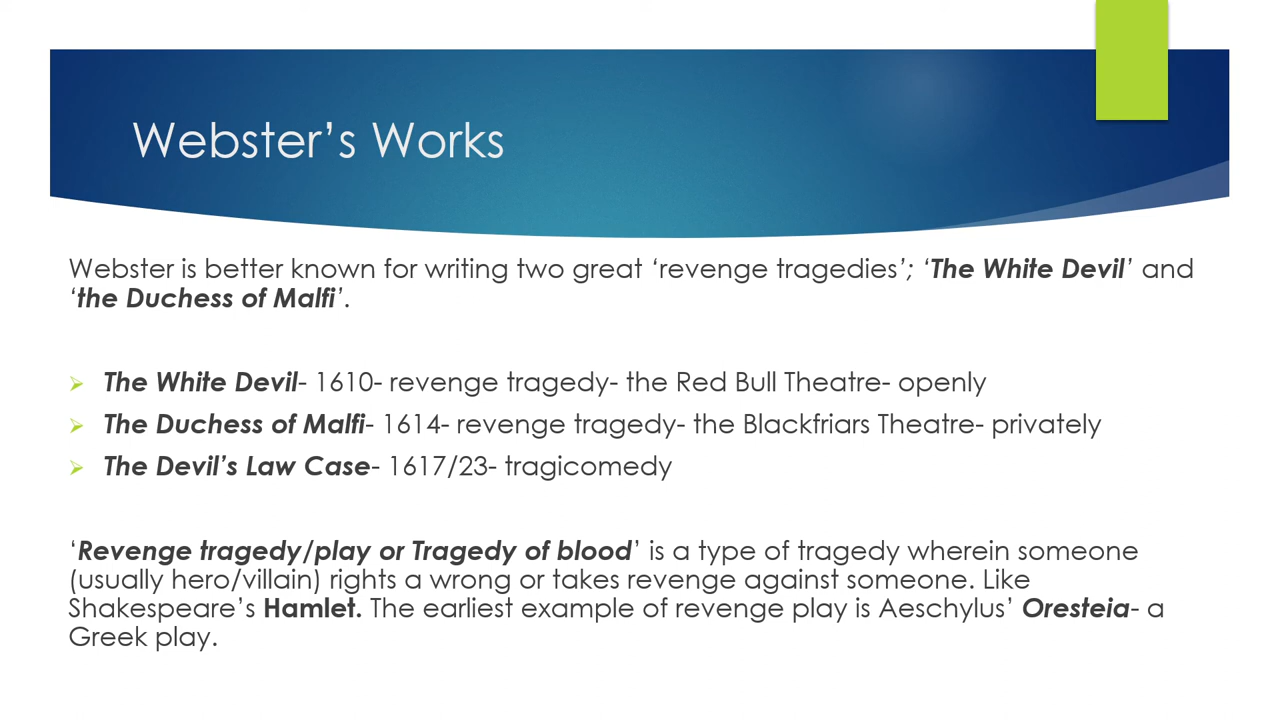 Webster’s Works
Webster is better known for writing two great ‘revenge tragedies’; ‘The White Devil’ and
‘the Duchess of Malfi’.
The White Devil- 1610- revenge tragedy- the Red Bull Theatre- openly
The Duchess of Malfi- 1614- revenge tragedy- the Blackfriars Theatre- privately
The Devil’s Law Case- 1617/23- tragicomedy
‘Revenge tragedy/play or Tragedy of blood’ is a type of tragedy wherein someone
(usually hero/villain) rights a wrong or takes revenge against someone. Like
Shakespeare’s Hamlet. The earliest example of revenge play is Aeschylus’ Oresteia- a
Greek play.